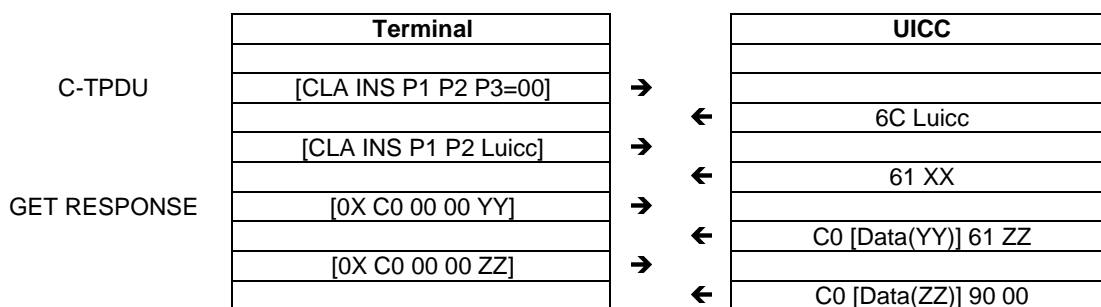 Terminal UICC
C-TPDU [CLA INS P1 P2 P3=00] ➔
🡸 6C Luicc
[CLA INS P1 P2 Luicc] ➔
🡸 61 XX
GET RESPONSE [0X C0 00 00 YY] ➔
🡸 C0 [Data(YY)] 61 ZZ
[0X C0 00 00 ZZ] ➔
🡸 C0 [Data(ZZ)] 90 00